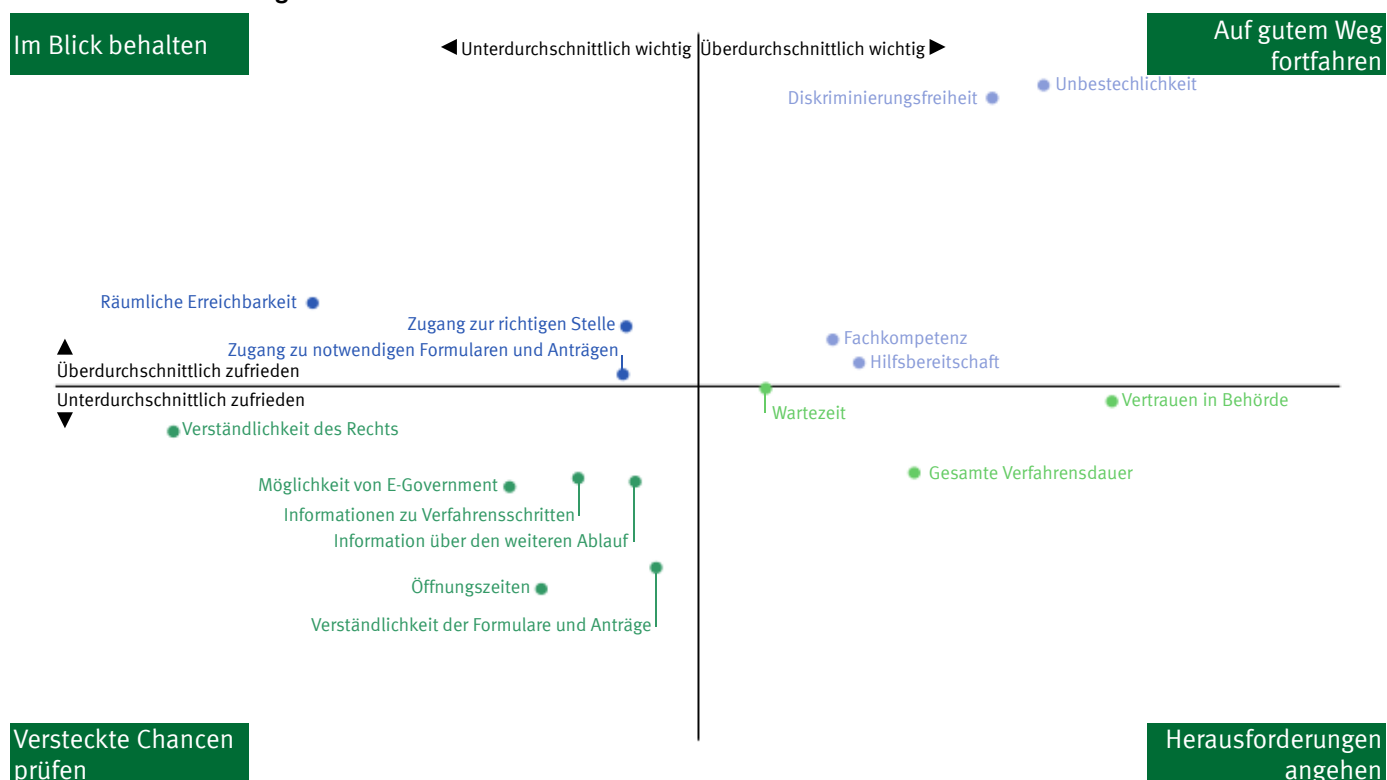 Im Blick behalten
Unterdurchschnittlich wichtig
Überdurchschnittlich wichtig
Auf gutem Weg
fortfahren
Unbestechlichkeit
Diskriminierungsfreiheit
Räumliche Erreichbarkeit
Zugang zur richtigen Stelle
Fachkompetenz
Zugang zu notwendigen Formularen und Anträgen
Hilfsbereitschaft
Überdurchschnittlich zufrieden
Unterdurchschnittlich zufrieden
Vertrauen in Behörde
Wartezeit
Verständlichkeit des Rechts
Gesamte Verfahrensdauer
Möglichkeit von E-Government
Informationen zu Verfahrensschritten
Information über den weiteren Ablauf
Öffnungszeiten
Verständlichkeit der Formulare und Anträge
Versteckte Chancen
prüfen
Herausforderungen
angehen